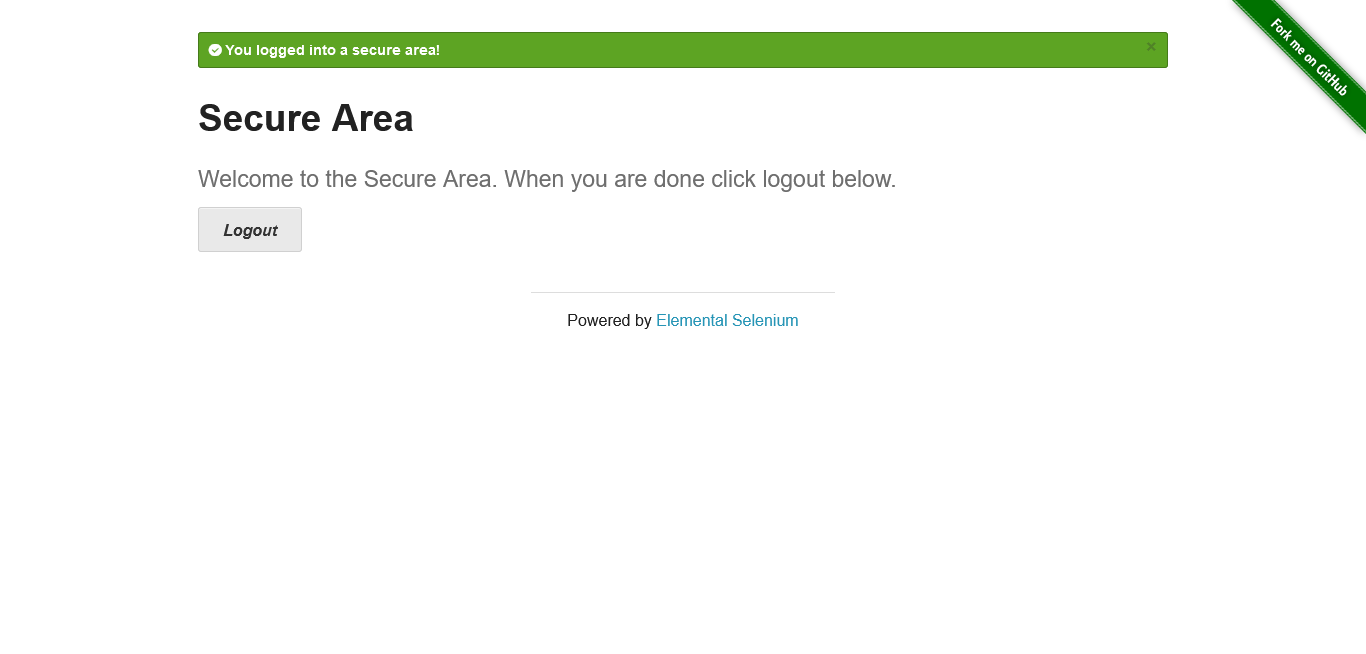 You logged into a secure area!
×
Fork me on GitHub
Secure Area
Welcome to the Secure Area. When you are done click logout below.
Logout
Powered by Elemental Selenium